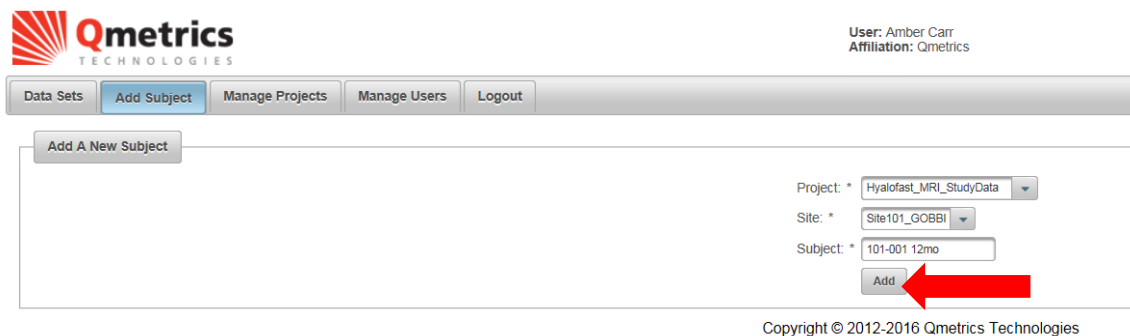 Qmetrics
TECHNOLOGIES
User: Amber Carr
Affiliation: Qmetrics
Data Sets Add Subject Manage Projects Manage Users Logout
Add A New Subject
Project: * Hyalofast_MRI_StudyData
Site: * Site101_GOBBI
Subject: * 101-001 12mo
Add
Copyright © 2012-2016 Qmetrics Technologies